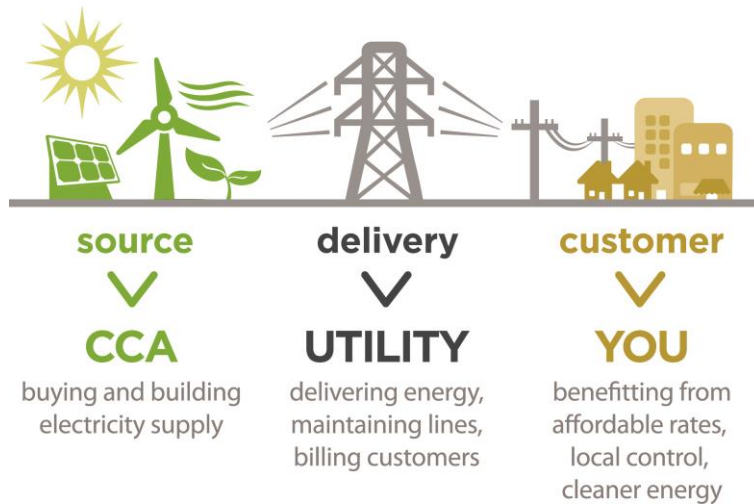 source
CCA
buying and building
electricity supply
delivery
UTILITY
delivering energy,
maintaining lines,
billing customers
customer
YOU
benefitting from
affordable rates,
local control,
cleaner energy